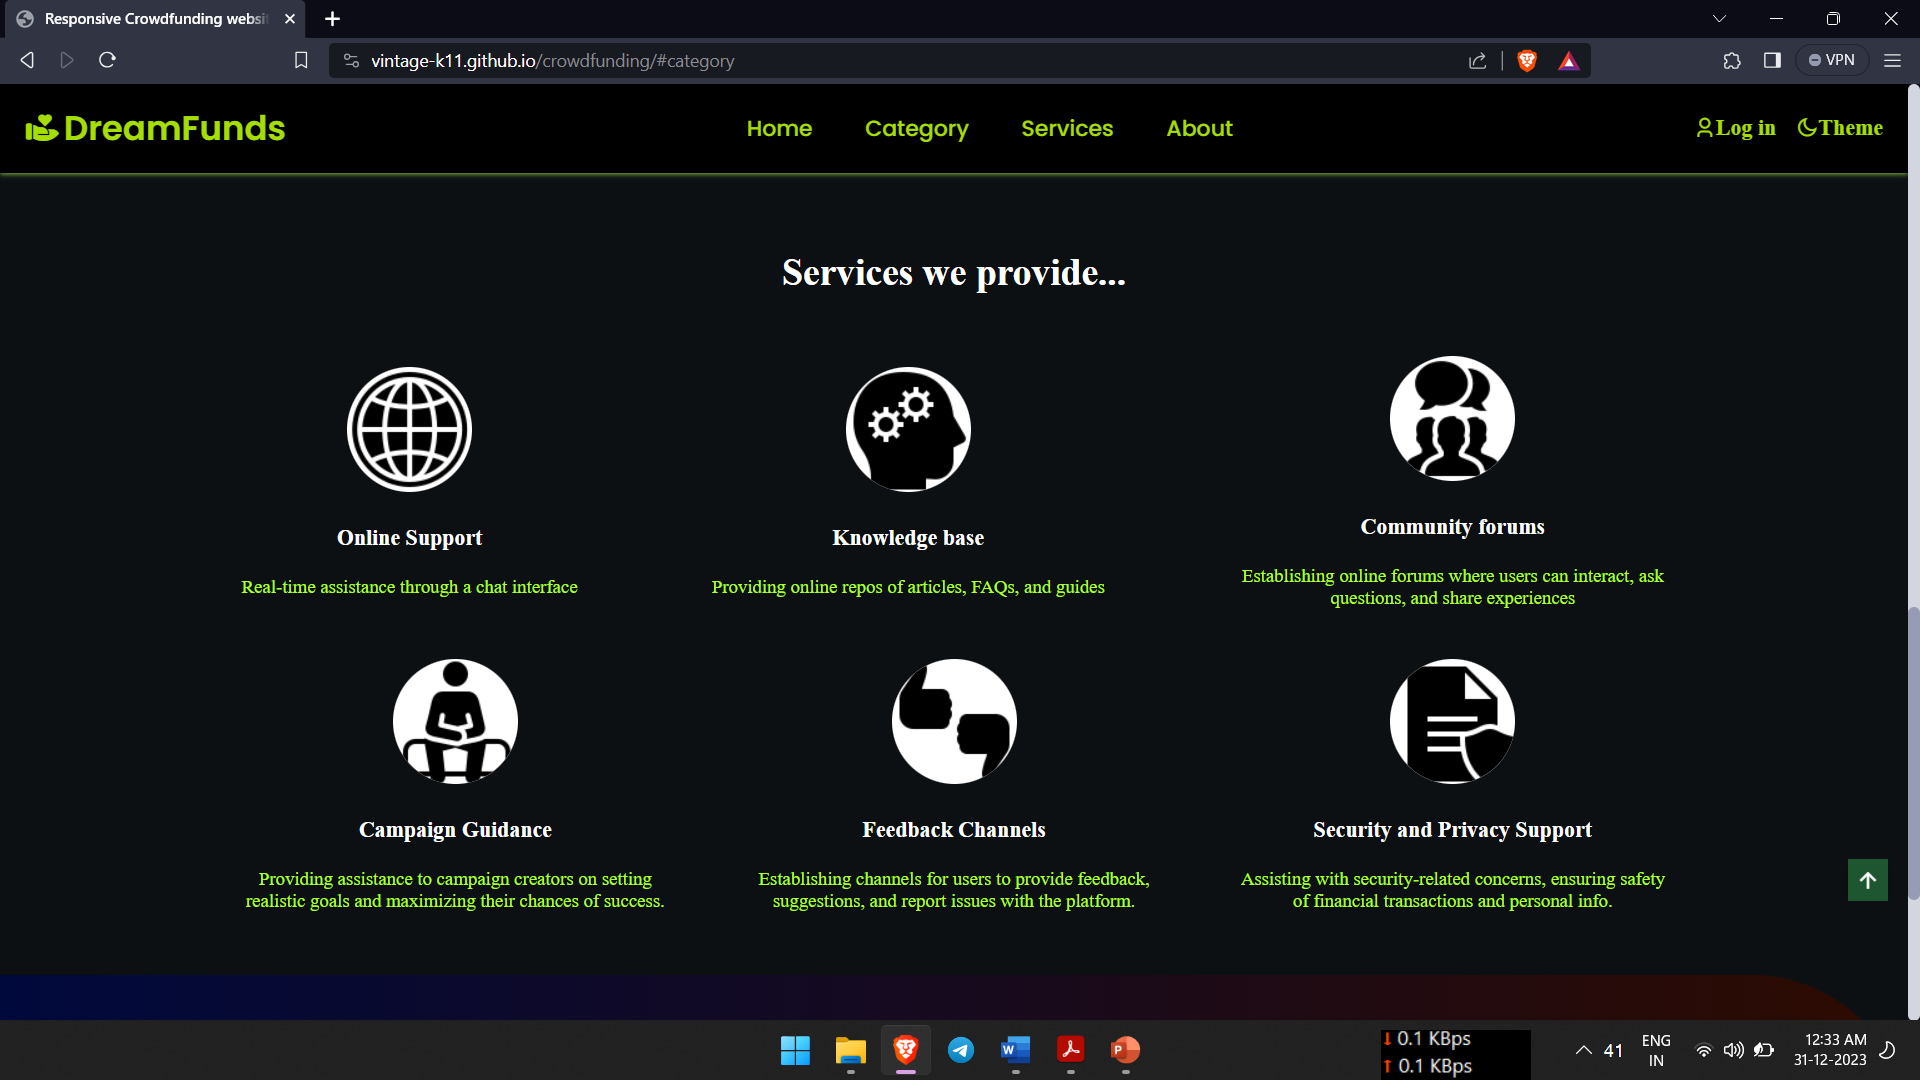 Responsive Crowdfunding websi
vintage-k11.github.io/crowdfunding/#category
VPN
DreamFunds
Home
Category
Services
About
Log in
Theme
Services we provide...
Online Support
Real-time assistance through a chat interface
Knowledge base
Providing online repos of articles, FAQs, and guides
Community forums
Establishing online forums where users can interact, ask
questions, and share experiences
Campaign Guidance
Providing assistance to campaign creators on setting
realistic goals and maximizing their chances of success.
Feedback Channels
Establishing channels for users to provide feedback,
suggestions, and report issues with the platform.
Security and Privacy Support
Assisting with security-related concerns, ensuring safety
of financial transactions and personal info.
W
P
0.1 KBps
0.1 KBps
41
ENG
IN
12:33 AM
31-12-2023